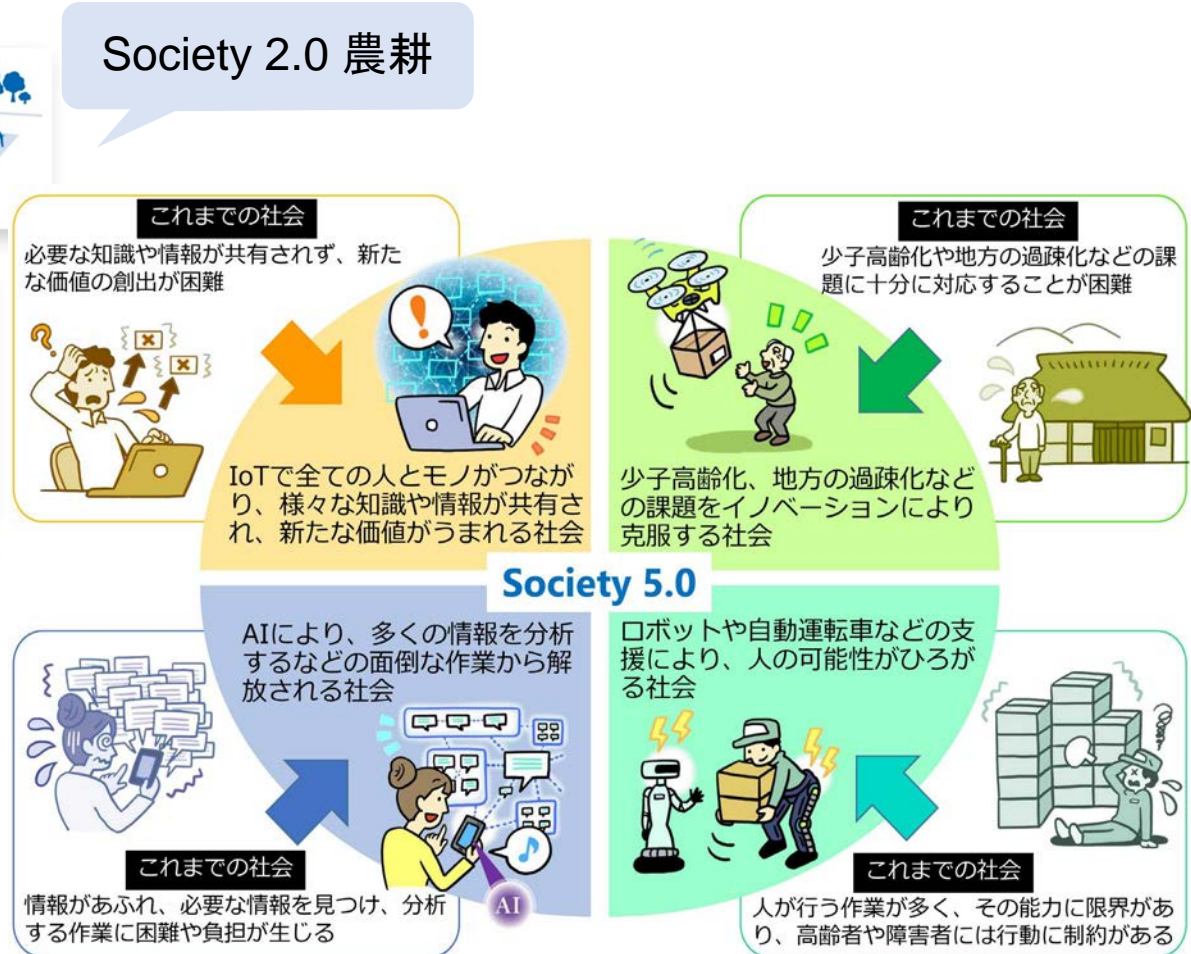 Society 2.0 農耕
これまでの社会
必要な知識や情報が共有されず、新た
な価値の創出が困難
これまでの社会
少子高齢化や地方の過疎化などの課
題に十分に対応することが困難
IoTで全ての人とモノがつなが
り、様々な知識や情報が共有さ
れ、新たな価値がうまれる社会
少子高齢化、地方の過疎化など
の課題をイノベーションにより
克服する社会
Society 5.0
AIにより、多くの情報を分析
するなどの面倒な作業から解
放される社会
ロボットや自動運転車などの支
援により、人の可能性がひろが
る社会
AI
これまでの社会
情報があふれ、必要な情報を見つけ、分析
する作業に困難や負担が生じる
これまでの社会
人が行う作業が多く、その能力に限界があ
り、高齢者や障害者には行動に制約がある